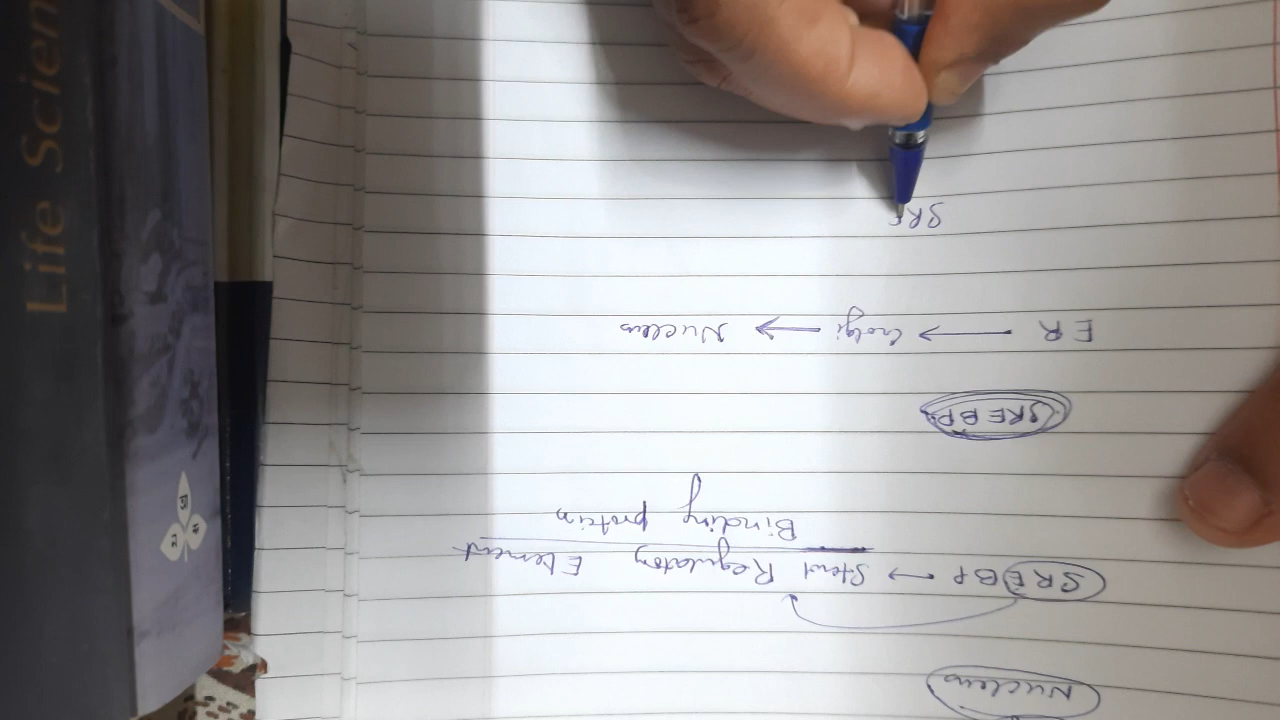 Nucleus
SREBP → Sterol Regulatory Element
Binding protein
SREBP
ER → Golgi → Nucleus
SRE
Life Scien